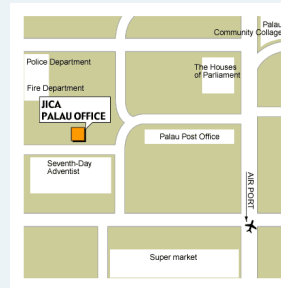 Palau
Community Collage
Police Department
The Houses
of Parliament
Fire Department
JICA
PALAU OFFICE
Palau Post Office
Seventh-Day
Adventist
AIR PORT
Super market